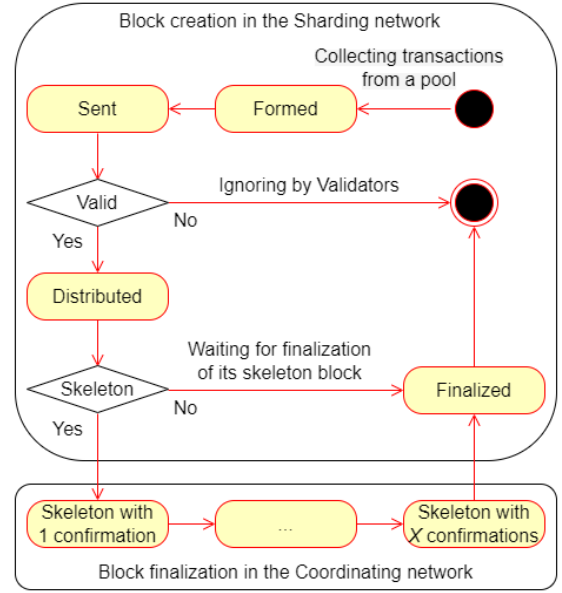 Block creation in the Sharding network
Collecting transactions
from a pool
Sent
Formed
Valid
Ignoring by Validators
No
Yes
Distributed
Waiting for finalization
of its skeleton block
Skeleton
Finalized
No
Yes
Skeleton with
1 confirmation
...
Skeleton with
X confirmations
Block finalization in the Coordinating network